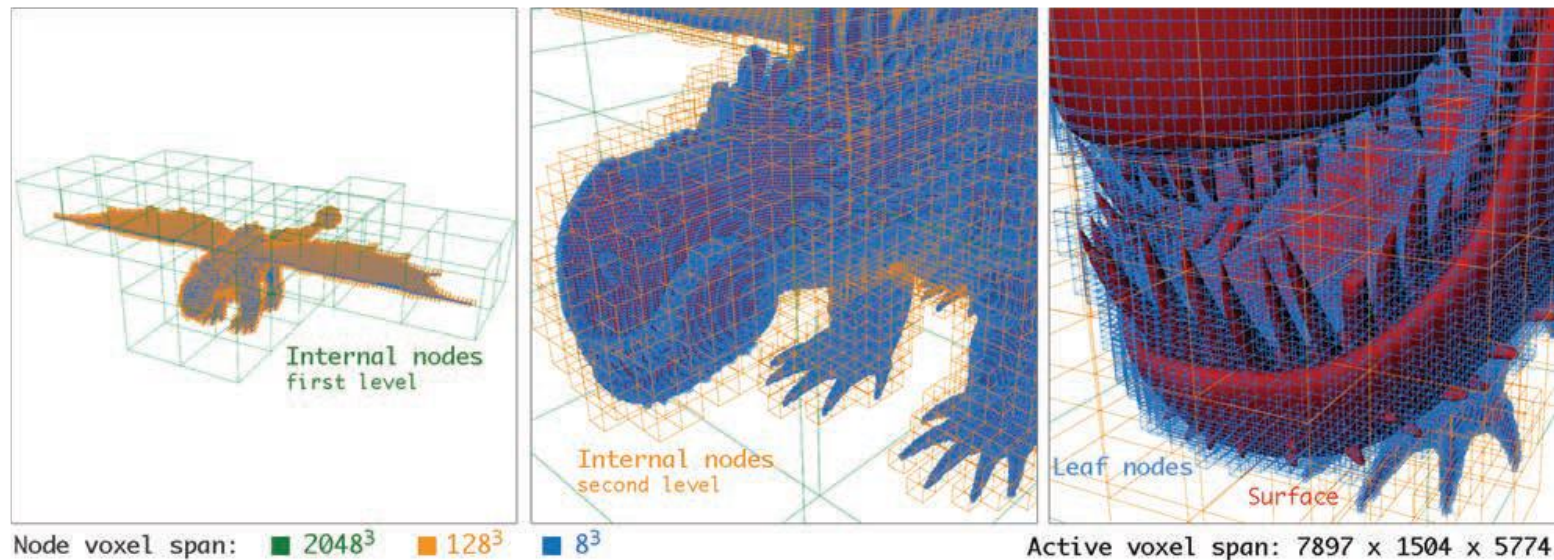 Internal nodes
first level
Internal nodes
second level
Leaf nodes
Surface
Node voxel span: 2048³ 128³ 8³
Active voxel span: 7897 x 1504 x 5774